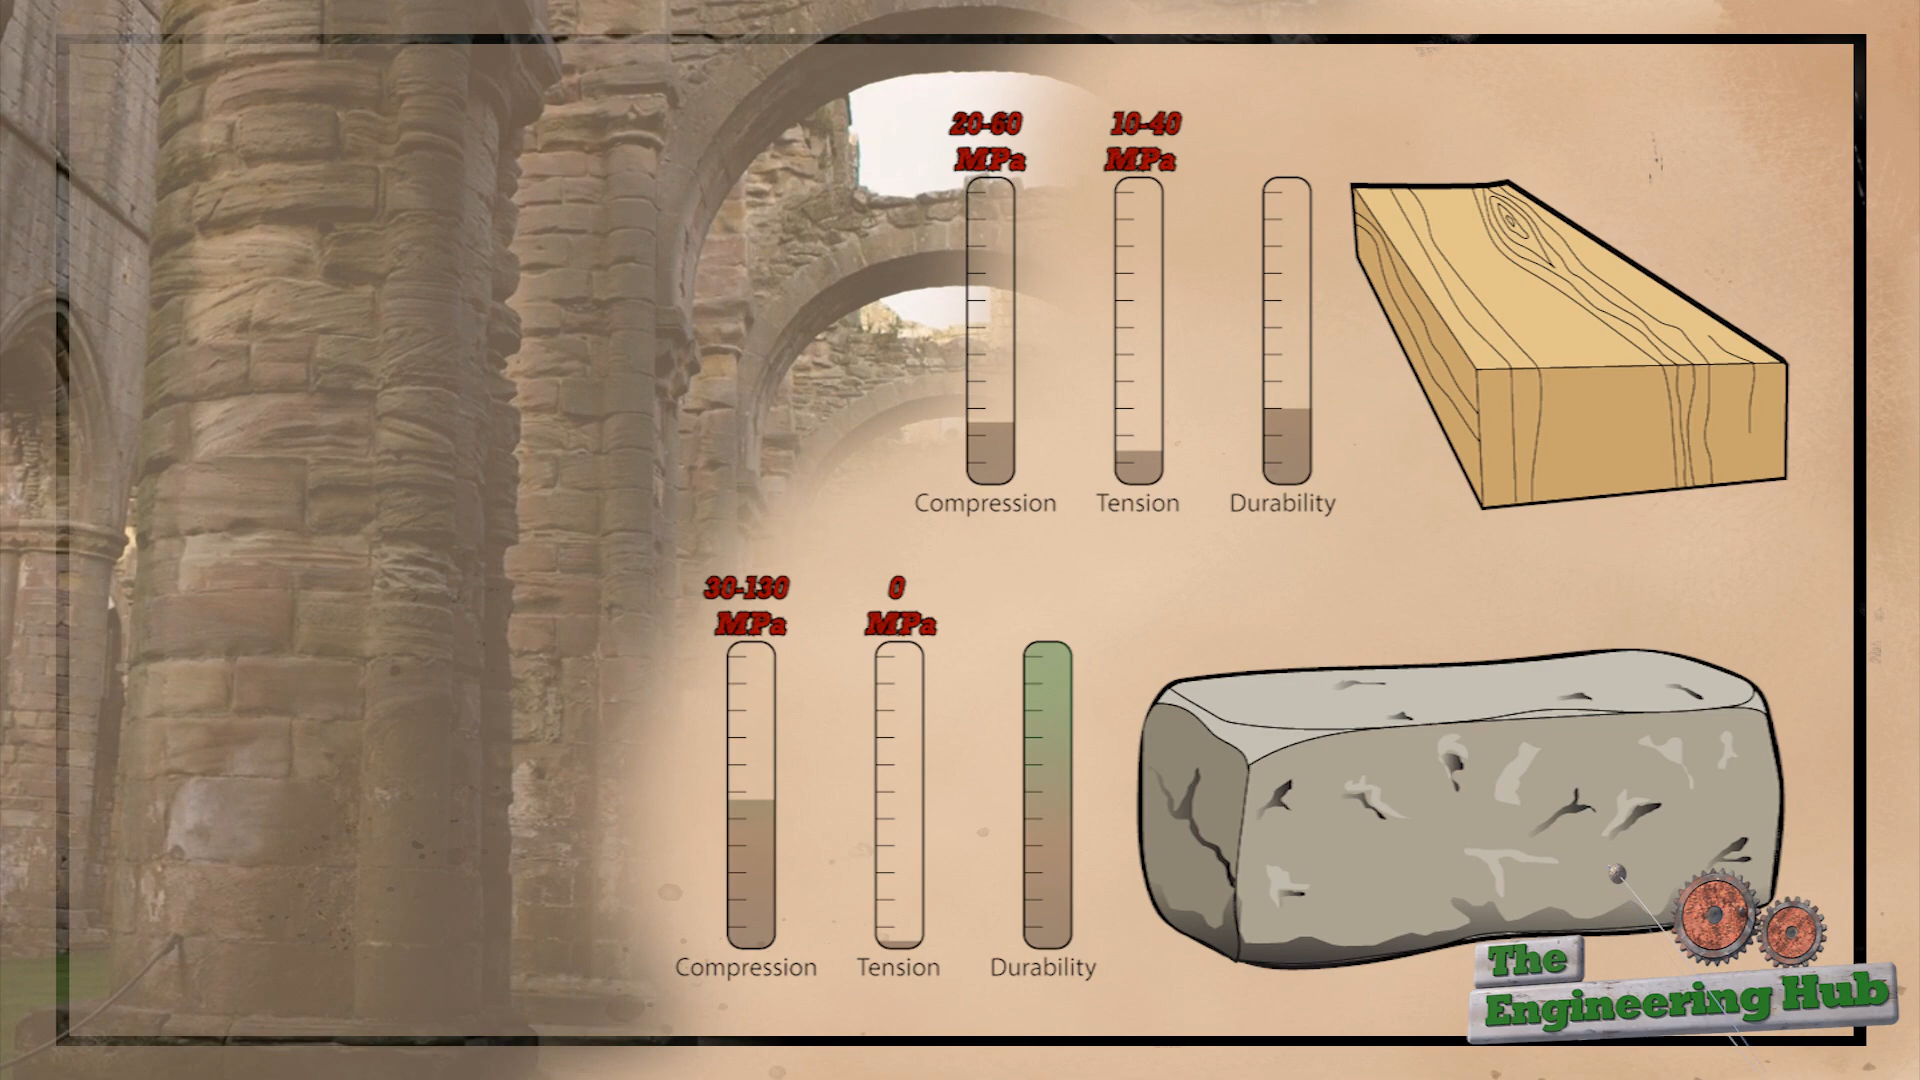 20-60 10-40
MPa MPa
Compression Tension Durability
30-130 0
MPa MPa
Compression Tension Durability
The
Engineering Hub